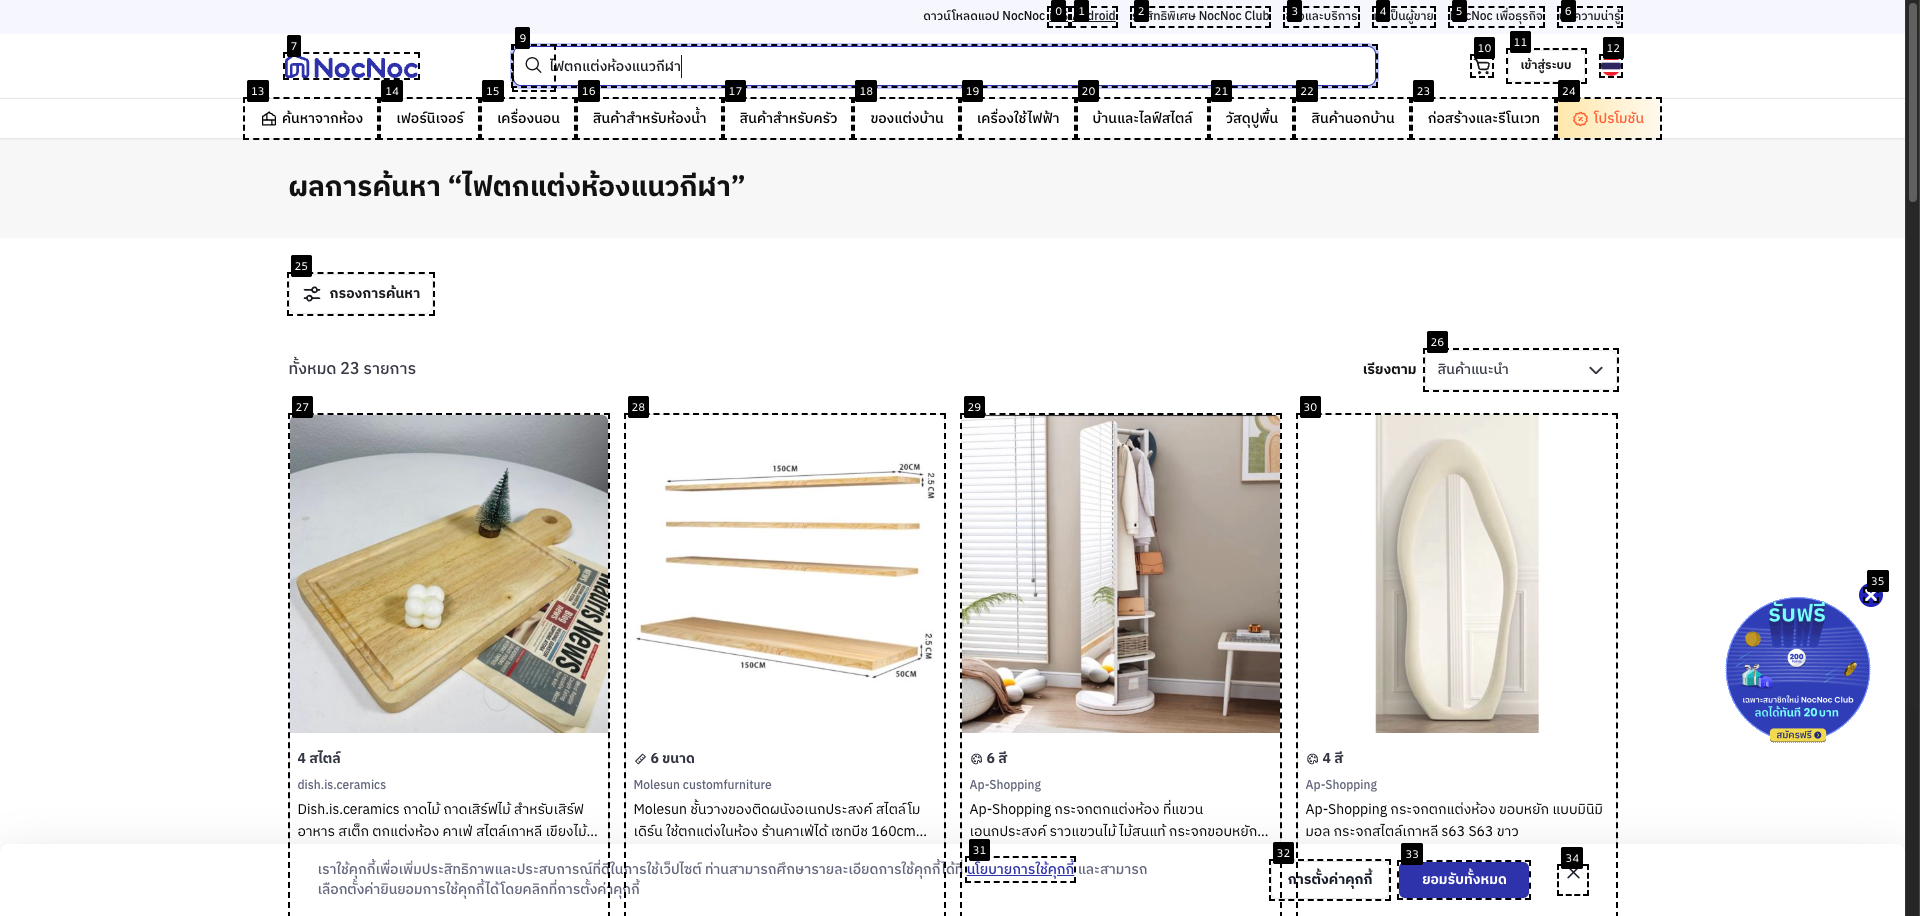 ดาวน์โหลดแอป NocNoc
NocNoc Club
และบริการ
เป็นผู้ขาย
NocNoc เพื่อธุรกิจ
ความน่ารู้
NocNoc
ไฟตกแต่งห้องแนวกีฬา
เข้าสู่ระบบ
ค้นหาจากห้อง
เฟอร์นิเจอร์
เครื่องนอน
สินค้าสำหรับห้องน้ำ
สินค้าสำหรับครัว
ของแต่งบ้าน
เครื่องใช้ไฟฟ้า
บ้านและไลฟ์สไตล์
วัสดุปูพื้น
สินค้านอกบ้าน
ก่อสร้างและรีโนเวท
โปรโมชัน
ผลการค้นหา “ไฟตกแต่งห้องแนวกีฬา”
กรองการค้นหา
ทั้งหมด 23 รายการ
เรียงตาม
สินค้าแนะนำ
150CM
20CM
2.5 CM
2.5 CM
150CM
50CM
4 สไตล์
dish.is.ceramics
Dish.is.ceramics ถาดไม้ ถาดเสิร์ฟไม้ สำหรับเสิร์ฟ
อาหาร สเต็ก ตกแต่งห้อง คาเฟ่ สไตล์เกาหลี เขียงไม้...
6 ขนาด
Molesun customfurniture
Molesun ชั้นวางของติดผนังอเนกประสงค์ สไตล์โม
เดิร์น ใช้ตกแต่งในห้อง ร้านคาเฟ่ได้ เซทบีช 160cm...
6 สี
Ap-Shopping
Ap-Shopping กระจกตกแต่งห้อง ที่แขวน
เอนกประสงค์ ราวแขวนไม้ ไม้สนแท้ กระจกขอบหยัก...
4 สี
Ap-Shopping
Ap-Shopping กระจกตกแต่งห้อง ขอบหยัก แบบมินิมิ
มอล กระจกสไตล์เกาหลี s63 S63 ขาว
รับฟรี
200
เฉพาะสมาชิกใหม่ NocNoc Club
ลดได้ทันที 20 บาท
สมัครฟรี
เราใช้คุกกี้เพื่อเพิ่มประสิทธิภาพและประสบการณ์ที่ดีในการใช้เว็บไซต์ ท่านสามารถศึกษารายละเอียดการใช้คุกกี้ได้ที่ นโยบายการใช้คุกกี้ และสามารถ
เลือกตั้งค่ายินยอมการใช้คุกกี้ได้โดยคลิกที่การตั้งค่าคุกกี้
การตั้งค่าคุกกี้
ยอมรับทั้งหมด
0
1
2
3
4
5
6
7
9
10
11
12
13
14
15
16
17
18
19
20
21
22
23
24
25
26
27
28
29
30
31
32
33
34
35